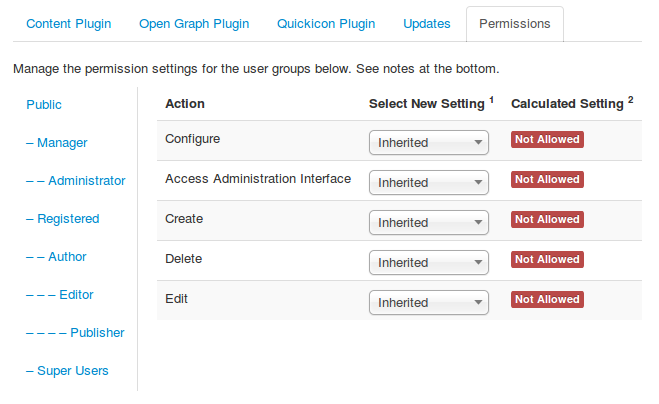 Content Plugin Open Graph Plugin Quickicon Plugin Updates Permissions
Manage the permission settings for the user groups below. See notes at the bottom.
Public
– Manager
– – Administrator
– Registered
– – Author
– – – Editor
– – – – Publisher
– Super Users
Action Select New Setting 1 Calculated Setting 2
Configure Inherited Not Allowed
Access Administration Interface Inherited Not Allowed
Create Inherited Not Allowed
Delete Inherited Not Allowed
Edit Inherited Not Allowed